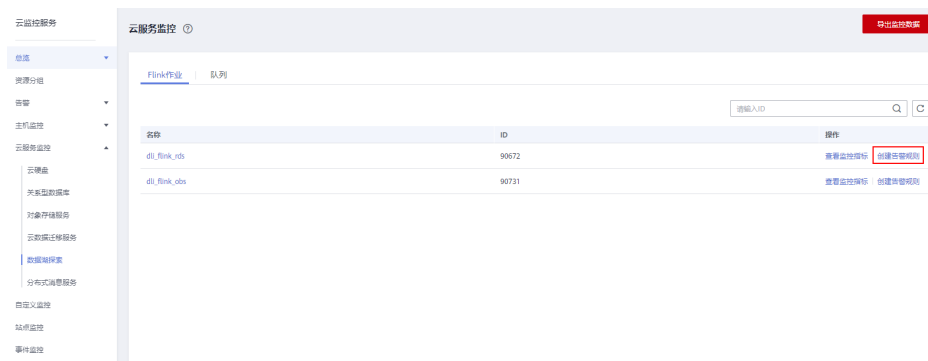 云监控服务
云服务监控
导出监控数据
总览
资源分组
告警
主机监控
云服务监控
云硬盘
关系型数据库
对象存储服务
云数据迁移服务
数据湖探索
分布式消息服务
自定义监控
站点监控
事件监控
Flink作业 队列
请输入ID
名称 ID 操作
dli_flink_rds 90672 查看监控指标 创建告警规则
dli_flink_obs 90731 查看监控指标 创建告警规则